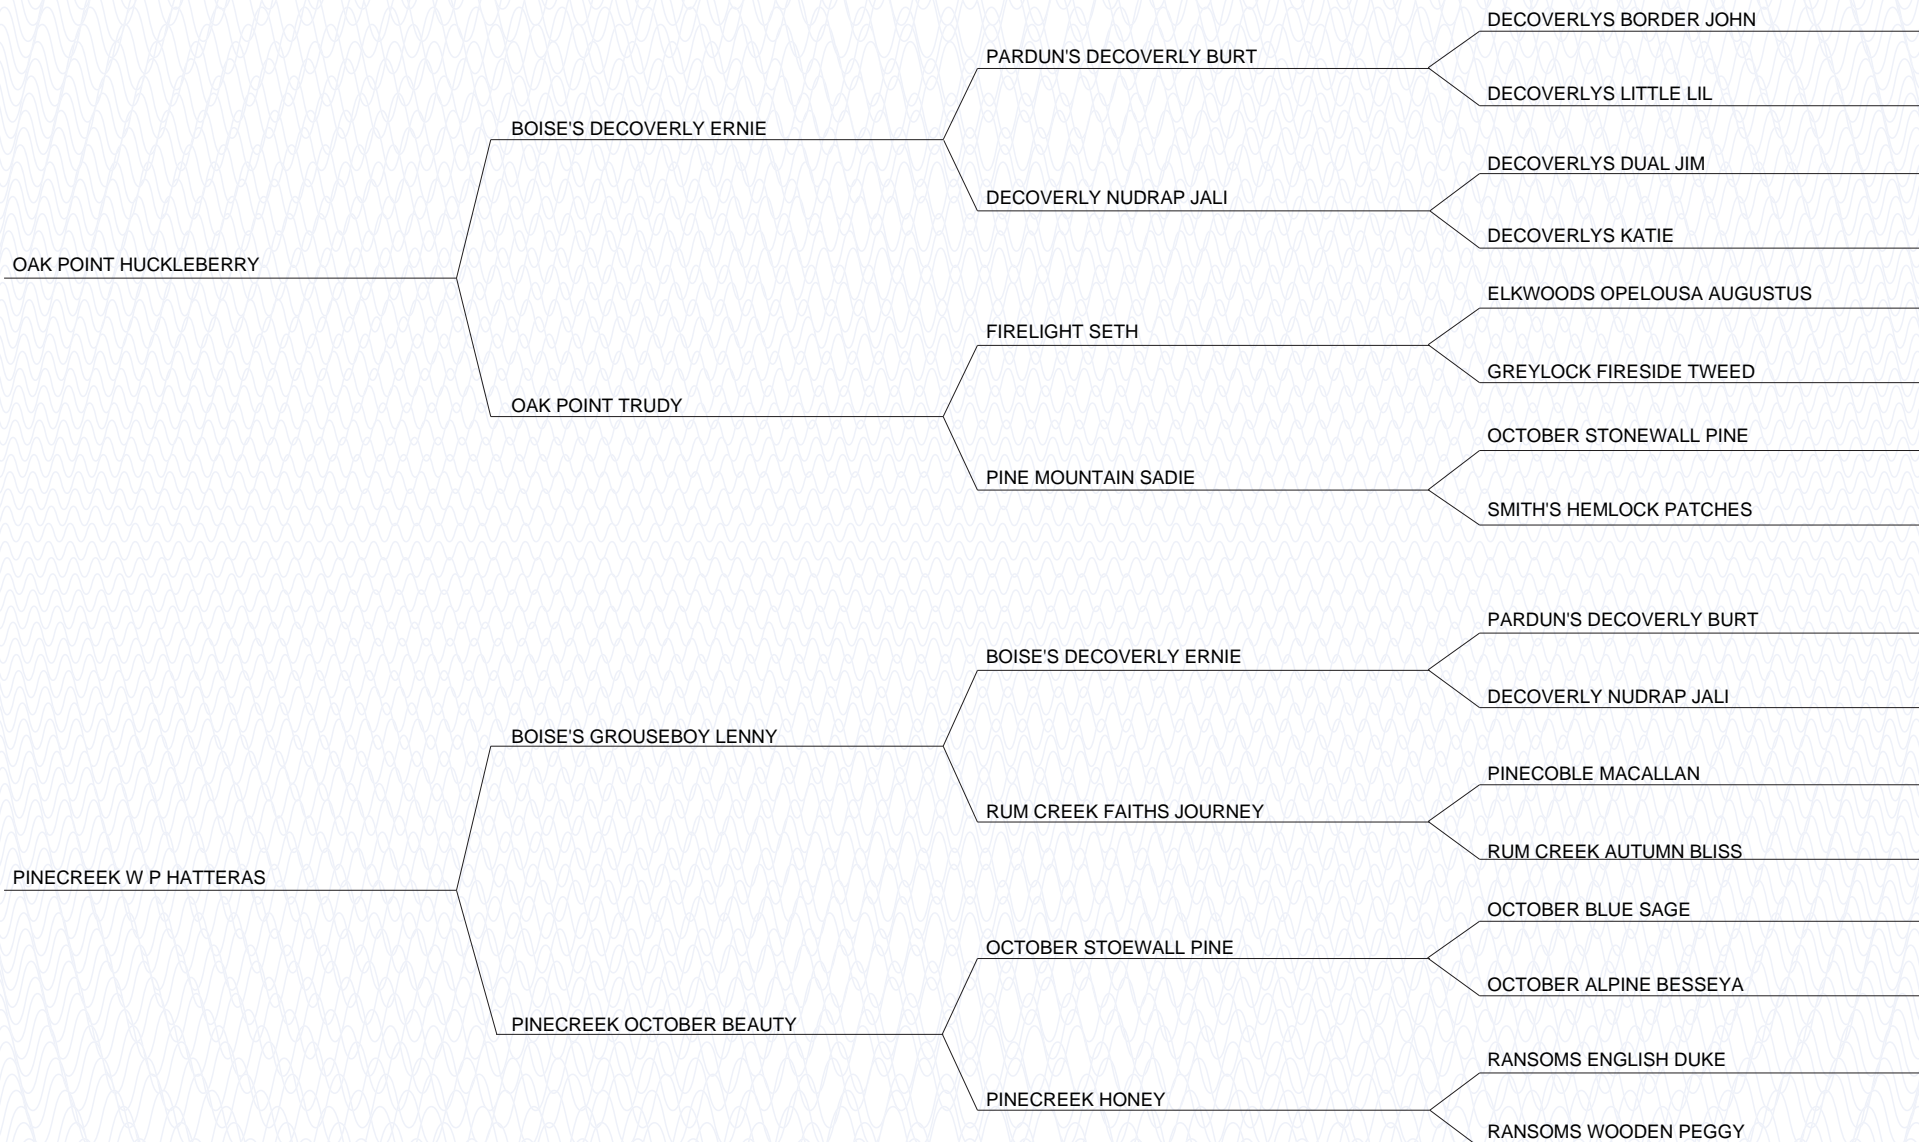 DECOVERLYS BORDER JOHN
PARDUN'S DECOVERLY BURT
DECOVERLYS LITTLE LIL
BOISE'S DECOVERLY ERNIE
DECOVERLYS DUAL JIM
DECOVERLY NUDRAP JALI
DECOVERLYS KATIE
OAK POINT HUCKLEBERRY
ELKWOODS OPELOUSA AUGUSTUS
FIRELIGHT SETH
GREYLOCK FIRESIDE TWEED
OAK POINT TRUDY
OCTOBER STONEWALL PINE
PINE MOUNTAIN SADIE
SMITH'S HEMLOCK PATCHES
PARDUN'S DECOVERLY BURT
BOISE'S DECOVERLY ERNIE
DECOVERLY NUDRAP JALI
BOISE'S GROUSEBOY LENNY
PINECOBLE MACALLAN
RUM CREEK FAITHS JOURNEY
RUM CREEK AUTUMN BLISS
PINECREEK W P HATTERAS
OCTOBER BLUE SAGE
OCTOBER STOEWALL PINE
OCTOBER ALPINE BESSEYA
PINECREEK OCTOBER BEAUTY
RANSOMS ENGLISH DUKE
PINECREEK HONEY
RANSOMS WOODEN PEGGY